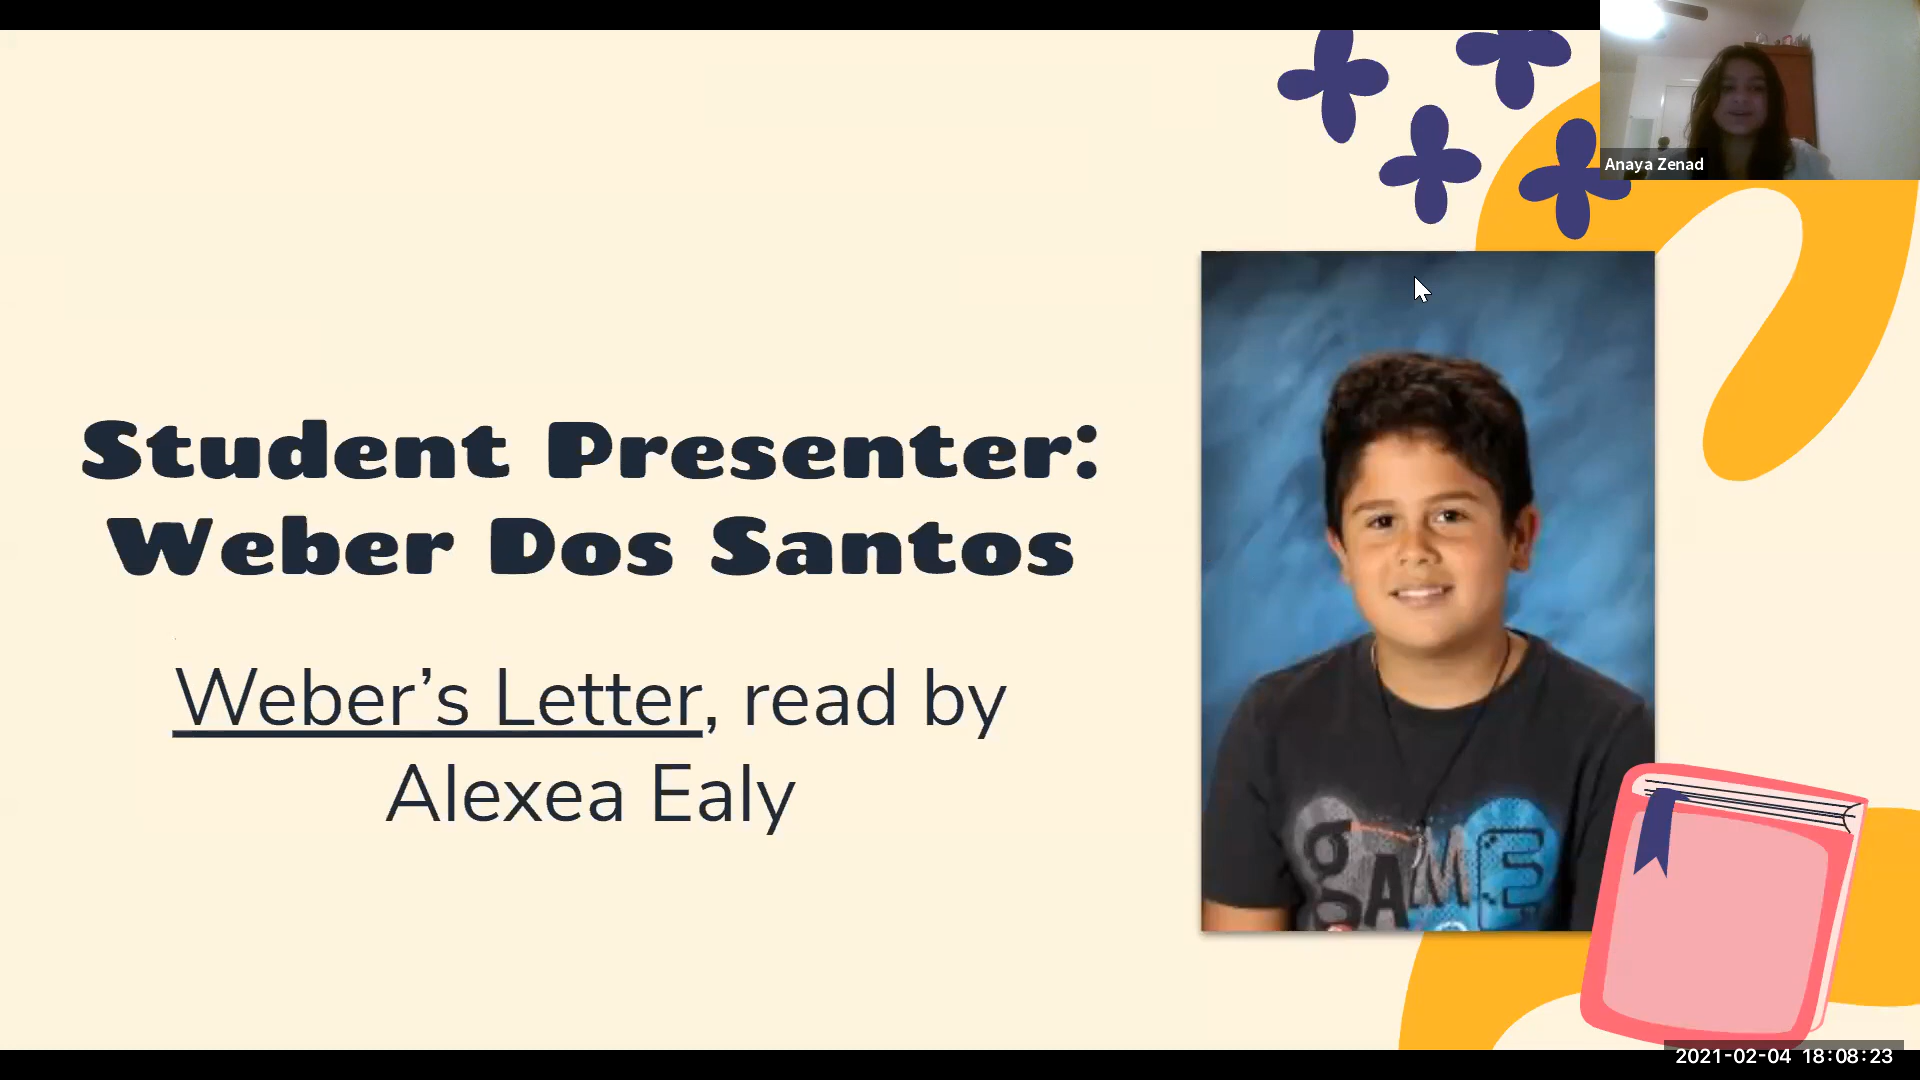 Anaya Zenad
Student Presenter:
Weber Dos Santos
Weber’s Letter, read by
Alexea Ealy
gAME
2021-02-04 18:08:23